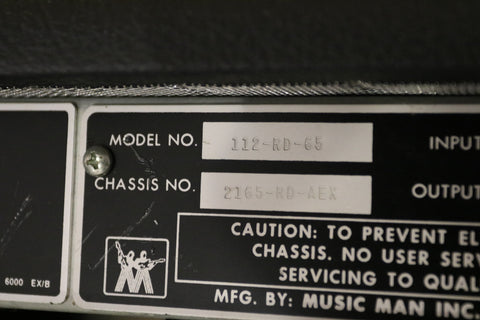 MODEL NO. 112-RD-65 INPUT
CHASSIS NO. 2165-RD-AEX OUTPUT
CAUTION: TO PREVENT EL
CHASSIS. NO USER SERV
SERVICING TO QUAL
6000 EX/B
MFG. BY: MUSIC MAN INC.